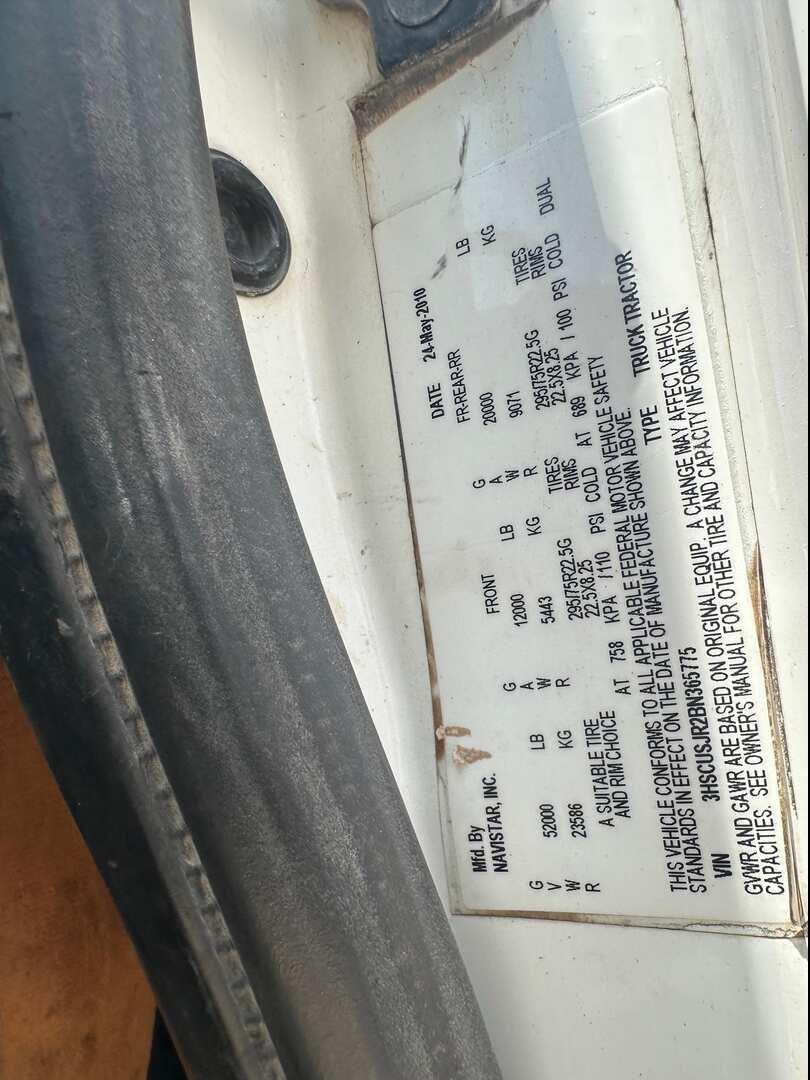 Mfd. By DATE 24-May-2010
NAVISTAR, INC. FRONT FR-REAR-RR
G 52000 LB G 12000 LB G 20000 LB
V A A
W 23586 KG W 5443 KG W 9071 KG
R R R
A SUITABLE TIRE 295/75R22.5G TIRES 295/75R22.5G TIRES
AND RIM CHOICE 22.5X8.25 RIMS 22.5X8.25 RIMS
AT 758 KPA / 110 PSI COLD AT 689 KPA / 100 PSI COLD DUAL
THIS VEHICLE CONFORMS TO ALL APPLICABLE FEDERAL MOTOR VEHICLE SAFETY
STANDARDS IN EFFECT ON THE DATE OF MANUFACTURE SHOWN ABOVE.
VIN 3HSCUSJR2BN365775 TYPE TRUCK TRACTOR
GVWR AND GAWR ARE BASED ON ORIGINAL EQUIP. A CHANGE MAY AFFECT VEHICLE
CAPACITIES. SEE OWNER'S MANUAL FOR OTHER TIRE AND CAPACITY INFORMATION.